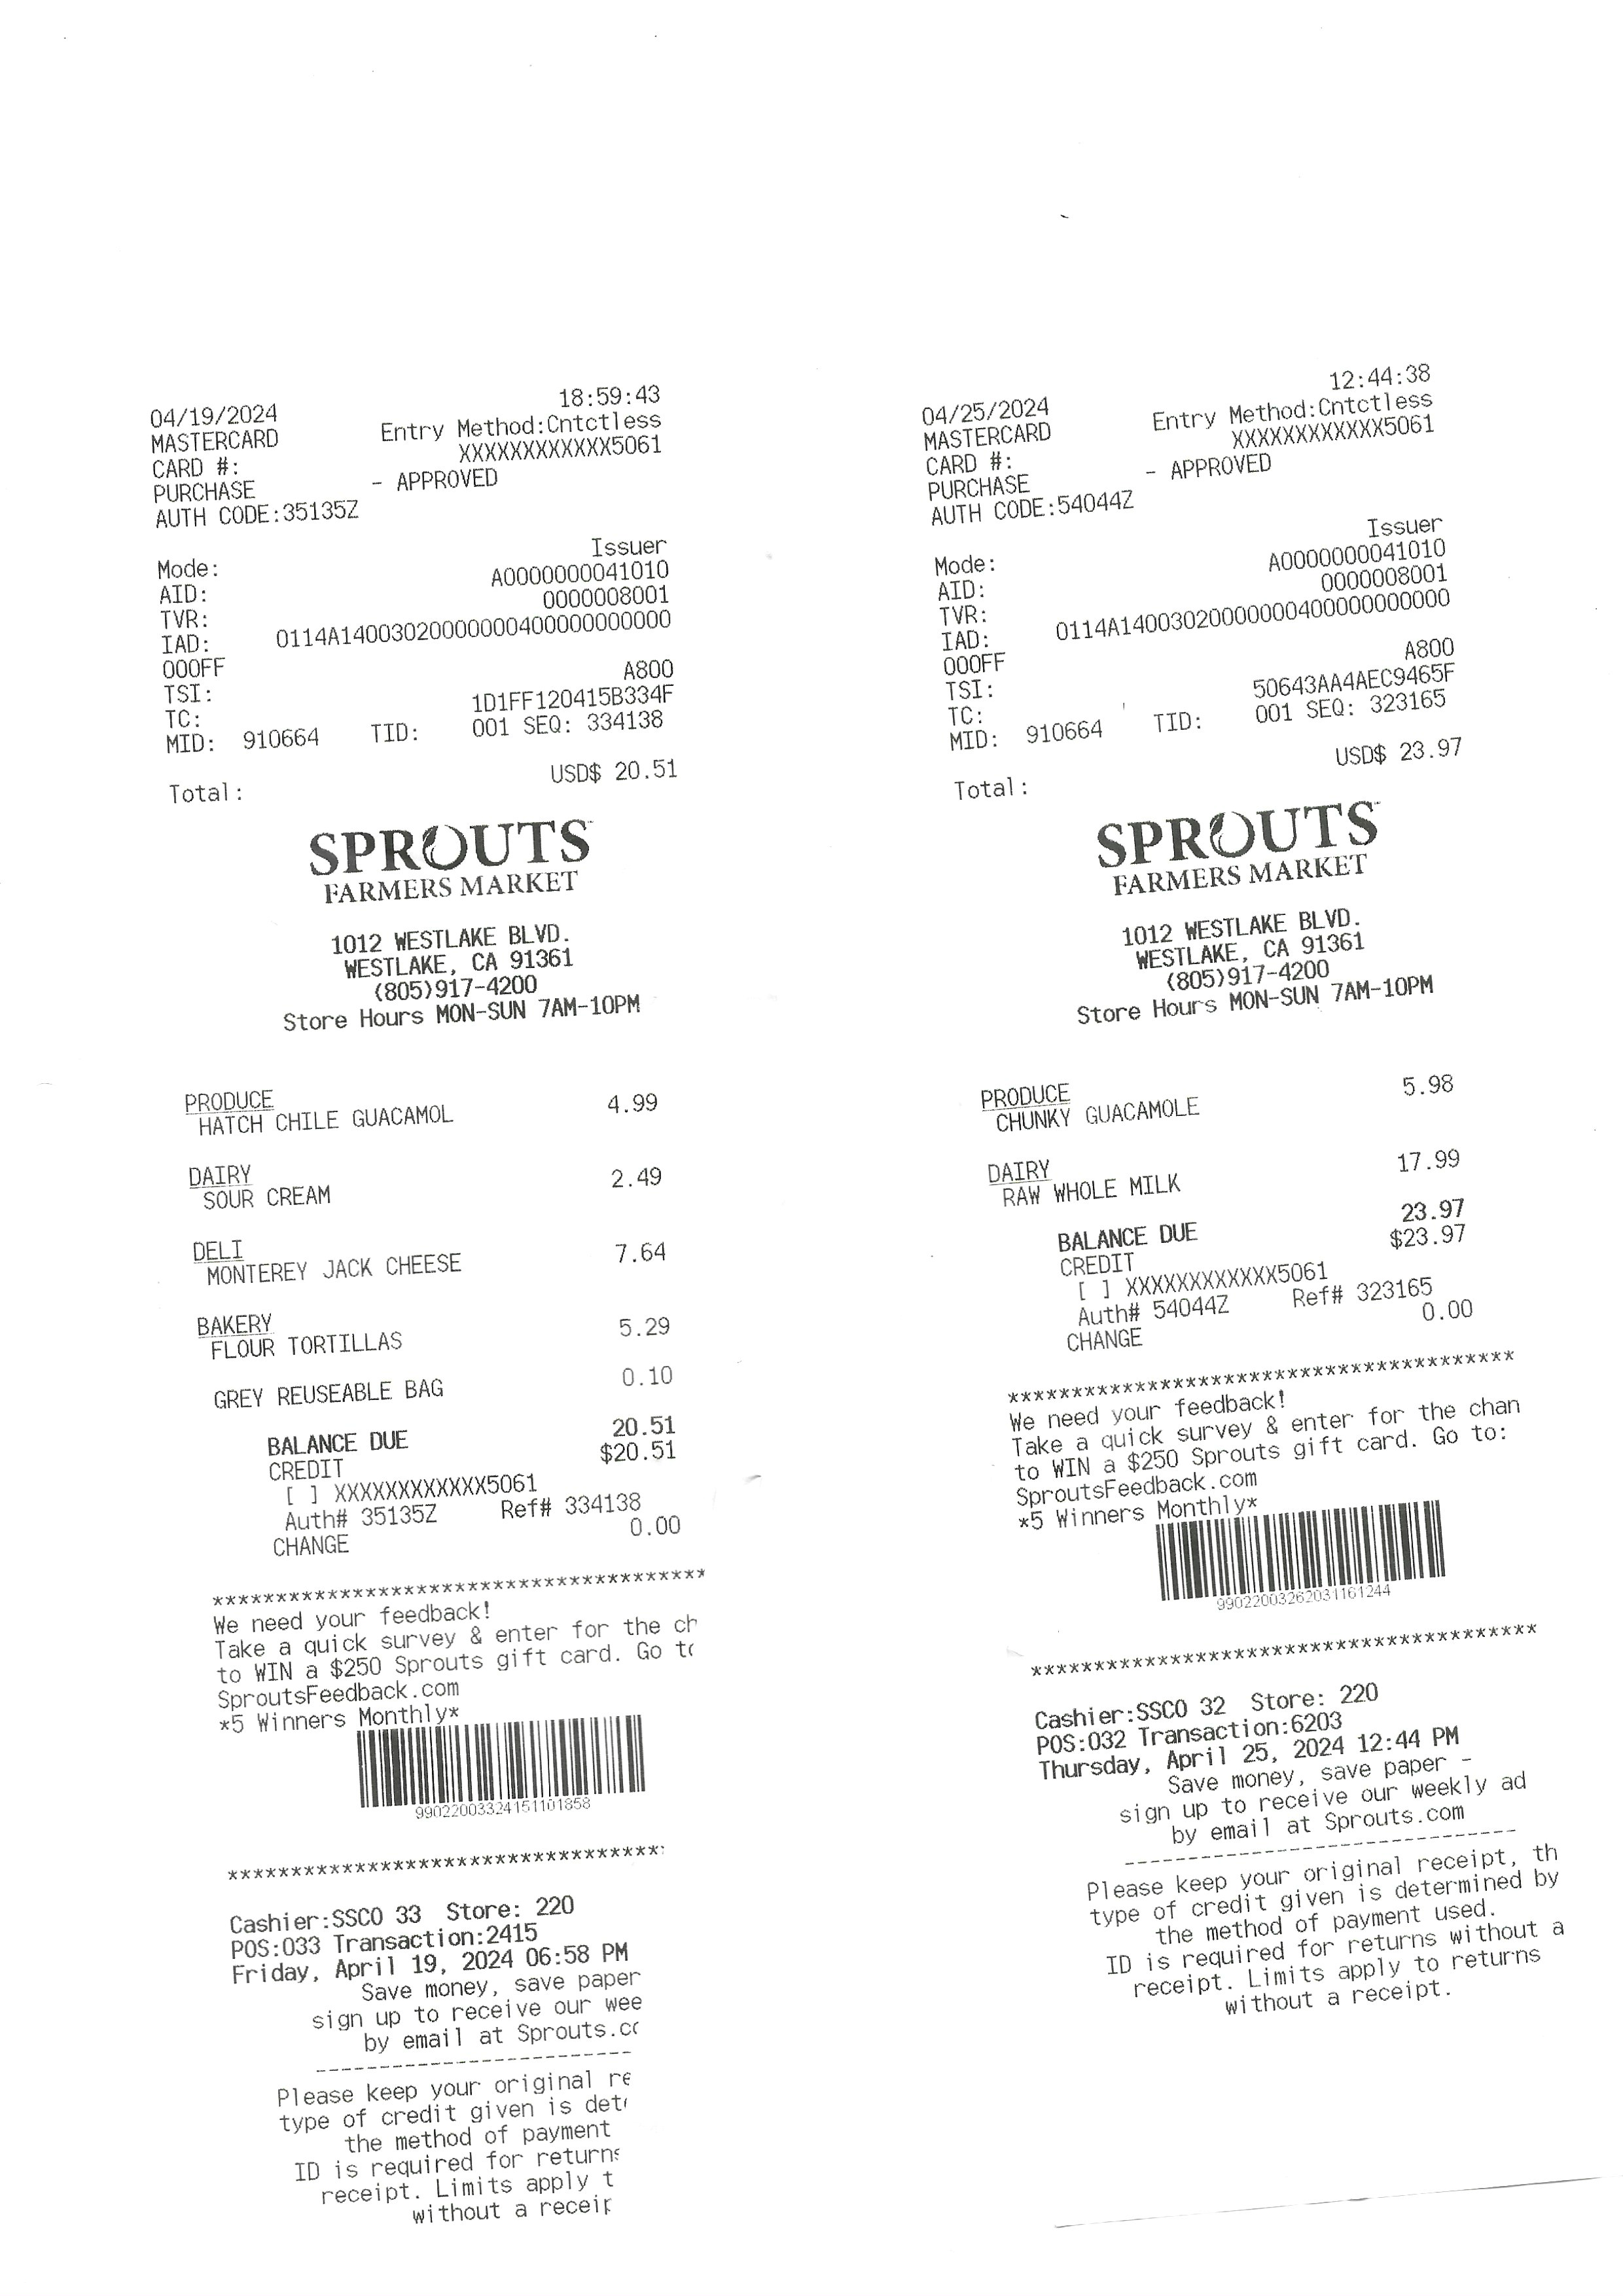 04/19/2024 18:59:43
MASTERCARD Entry Method:Cntctless
CARD #: XXXXXXXXXXXX5061
PURCHASE - APPROVED
AUTH CODE:35135Z
Mode: Issuer
AID: A0000000041010
TVR: 0000008001
IAD: 0114A14003020000000400000000000
000FF
TSI: A800
TC: 1D1FF120415B334F
MID: 910664 TID: 001 SEQ: 334138
Total: USD$ 20.51
SPROUTS
FARMERS MARKET
1012 WESTLAKE BLVD.
WESTLAKE, CA 91361
(805)917-4200
Store Hours MON-SUN 7AM-10PM
PRODUCE
HATCH CHILE GUACAMOL 4.99
DAIRY
SOUR CREAM 2.49
DELI
MONTEREY JACK CHEESE 7.64
BAKERY
FLOUR TORTILLAS 5.29
GREY REUSEABLE BAG 0.10
BALANCE DUE 20.51
CREDIT $20.51
[ ] XXXXXXXXXXXX5061
Auth# 35135Z Ref# 334138
CHANGE 0.00
***************************************
We need your feedback!
Take a quick survey & enter for the ch
to WIN a $250 Sprouts gift card. Go to
SproutsFeedback.com
*5 Winners Monthly*
99022003324151101858
**********************************
Cashier:SSCO 33 Store: 220
POS:033 Transaction:2415
Friday, April 19, 2024 06:58 PM
Save money, save paper
sign up to receive our wee
by email at Sprouts.co
-------------------------
Please keep your original re
type of credit given is dete
the method of payment
ID is required for returns
receipt. Limits apply t
without a receip
04/25/2024 12:44:38
MASTERCARD Entry Method:Cntctless
CARD #: XXXXXXXXXXXX5061
PURCHASE - APPROVED
AUTH CODE:54044Z
Mode: Issuer
AID: A0000000041010
TVR: 0000008001
IAD: 0114A14003020000000400000000000
000FF
TSI: A800
TC: 50643AA4AEC9465F
MID: 910664 TID: 001 SEQ: 323165
Total: USD$ 23.97
SPROUTS
FARMERS MARKET
1012 WESTLAKE BLVD.
WESTLAKE, CA 91361
(805)917-4200
Store Hours MON-SUN 7AM-10PM
PRODUCE
CHUNKY GUACAMOLE 5.98
DAIRY
RAW WHOLE MILK 17.99
BALANCE DUE 23.97
CREDIT $23.97
[ ] XXXXXXXXXXXX5061
Auth# 54044Z Ref# 323165
CHANGE 0.00
****************************************
We need your feedback!
Take a quick survey & enter for the chan
to WIN a $250 Sprouts gift card. Go to:
SproutsFeedback.com
*5 Winners Monthly*
99022003262031161244
****************************************
Cashier:SSCO 32 Store: 220
POS:032 Transaction:6203
Thursday, April 25, 2024 12:44 PM
Save money, save paper -
sign up to receive our weekly ad
by email at Sprouts.com
-------------------------------
Please keep your original receipt, th
type of credit given is determined by
the method of payment used.
ID is required for returns without a
receipt. Limits apply to returns
without a receipt.